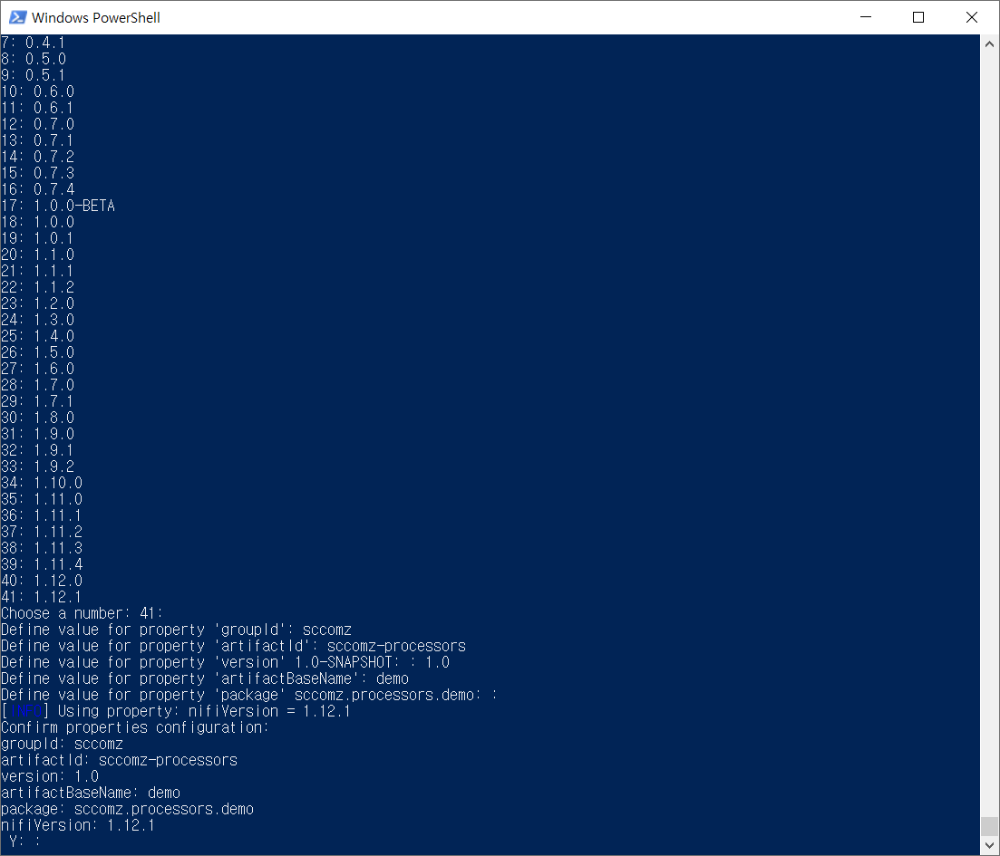 Windows PowerShell
7: 0.4.1
8: 0.5.0
9: 0.5.1
10: 0.6.0
11: 0.6.1
12: 0.7.0
13: 0.7.1
14: 0.7.2
15: 0.7.3
16: 0.7.4
17: 1.0.0-BETA
18: 1.0.0
19: 1.0.1
20: 1.1.0
21: 1.1.1
22: 1.1.2
23: 1.2.0
24: 1.3.0
25: 1.4.0
26: 1.5.0
27: 1.6.0
28: 1.7.0
29: 1.7.1
30: 1.8.0
31: 1.9.0
32: 1.9.1
33: 1.9.2
34: 1.10.0
35: 1.11.0
36: 1.11.1
37: 1.11.2
38: 1.11.3
39: 1.11.4
40: 1.12.0
41: 1.12.1
Choose a number: 41:
Define value for property 'groupId': sccomz
Define value for property 'artifactId': sccomz-processors
Define value for property 'version' 1.0-SNAPSHOT: : 1.0
Define value for property 'artifactBaseName': demo
Define value for property 'package' sccomz.processors.demo: :
[INFO] Using property: nifiVersion = 1.12.1
Confirm properties configuration:
groupId: sccomz
artifactId: sccomz-processors
version: 1.0
artifactBaseName: demo
package: sccomz.processors.demo
nifiVersion: 1.12.1
Y: :